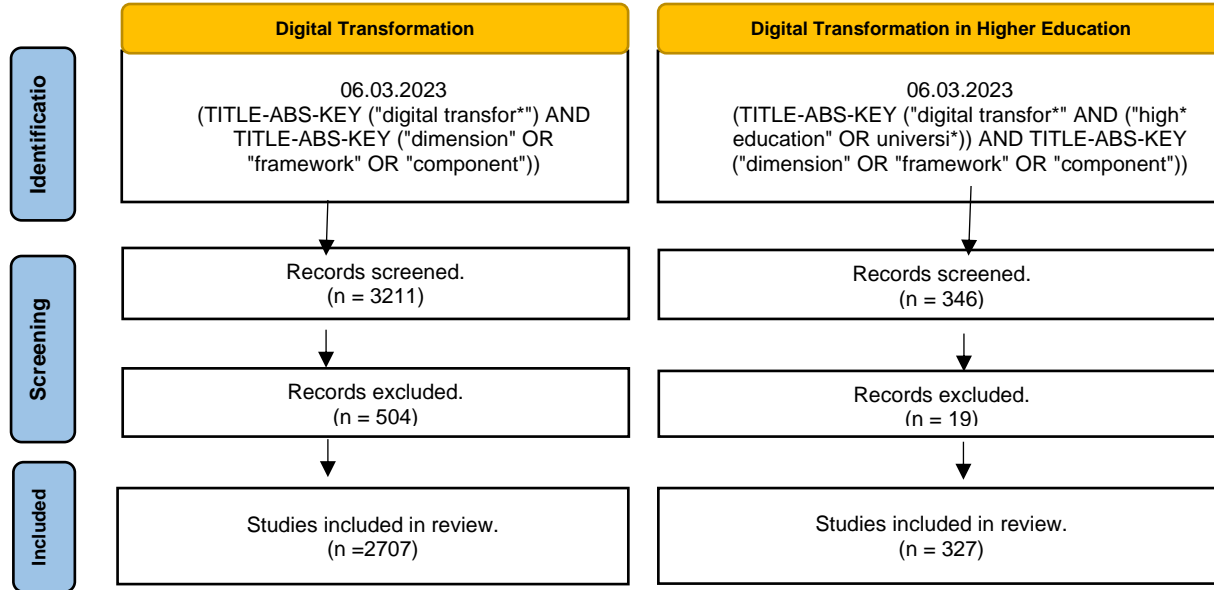 Digital Transformation
Digital Transformation in Higher Education
Identificatio
06.03.2023
(TITLE-ABS-KEY ("digital transfor*") AND
TITLE-ABS-KEY ("dimension" OR
"framework" OR "component"))
06.03.2023
(TITLE-ABS-KEY ("digital transfor*" AND ("high*
education" OR universi*)) AND TITLE-ABS-KEY
("dimension" OR "framework" OR "component"))
Screening
Records screened.
(n = 3211)
Records screened.
(n = 346)
Records excluded.
(n = 504)
Records excluded.
(n = 19)
Included
Studies included in review.
(n =2707)
Studies included in review.
(n = 327)